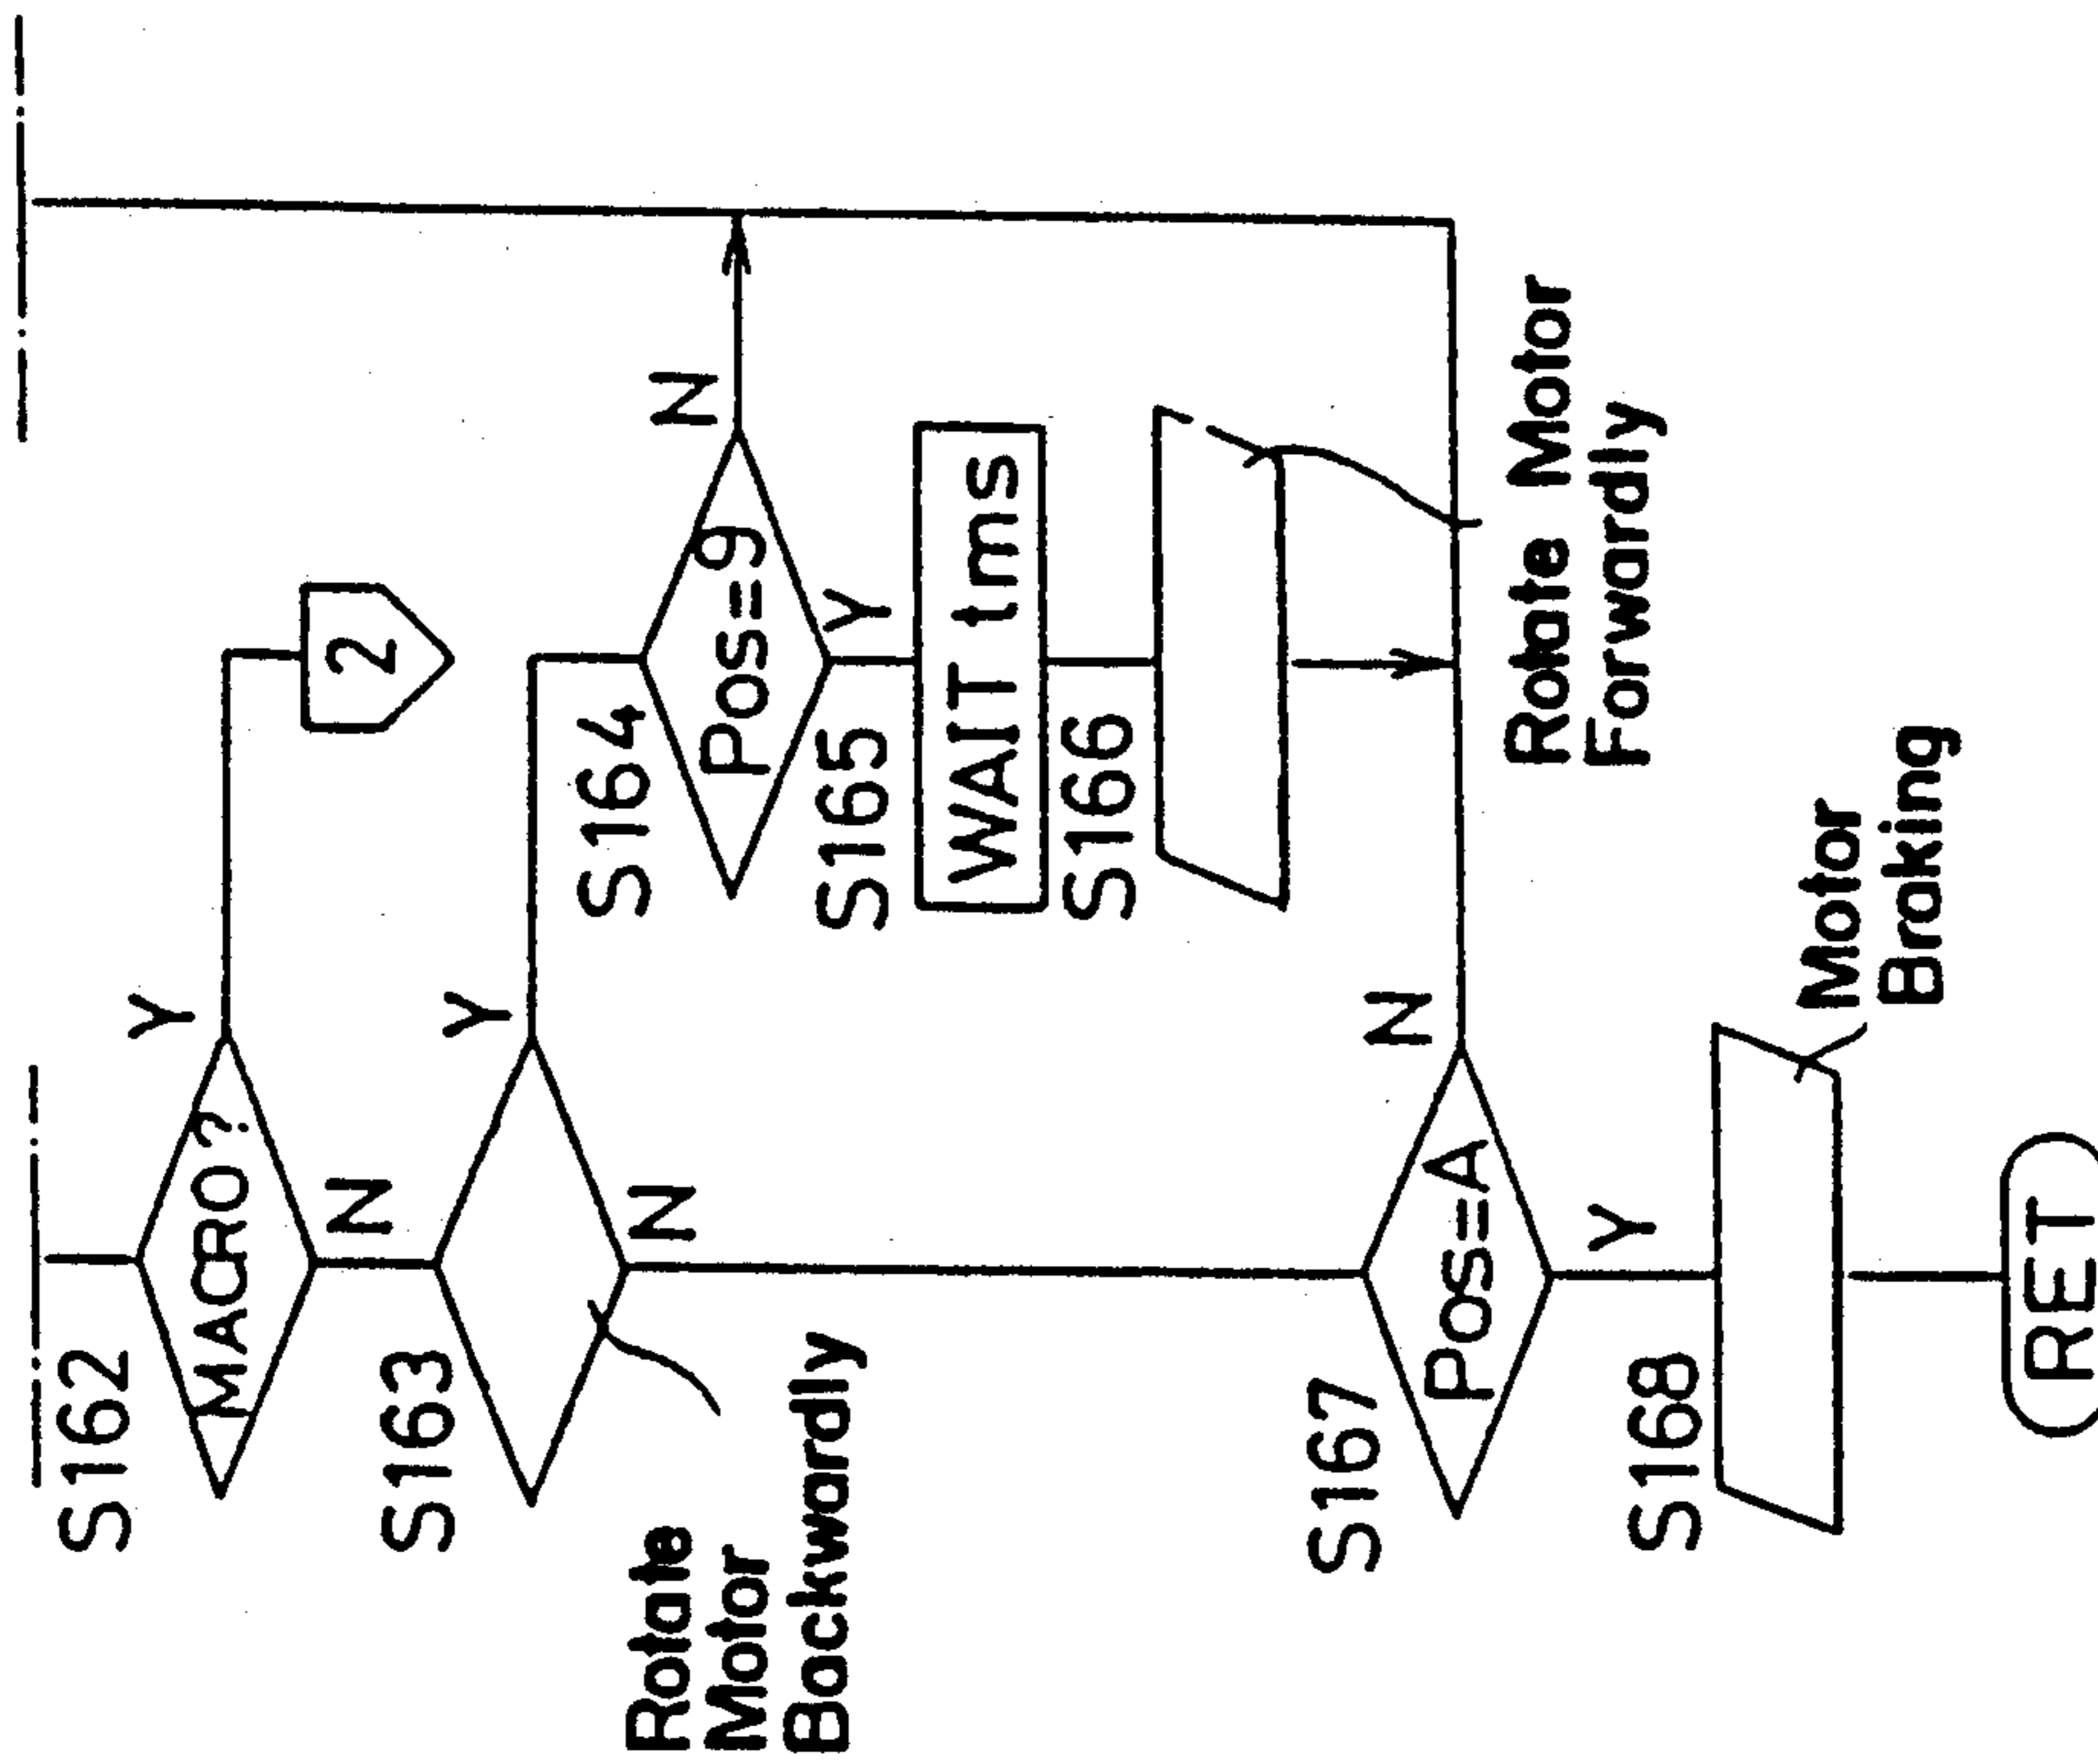 S162
MACRO?
Y
N
2
S163
Y
N
Rotate
Motor
Backwardly
S164
Pos=9
N
Y
S165
WAIT tms
S166
Rotate Motor
Forwardly
S167
Pos=A
N
Y
S168
Motor
Braking
RET